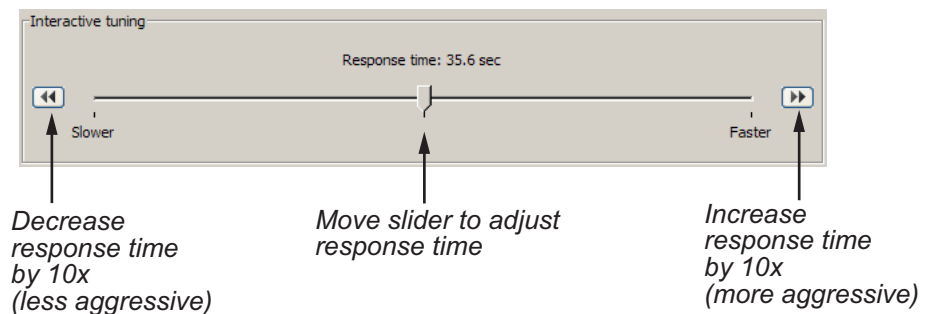 Interactive tuning
Response time: 35.6 sec
Slower
Faster
Decrease
response time
by 10x
(less aggressive)
Move slider to adjust
response time
Increase
response time
by 10x
(more aggressive)